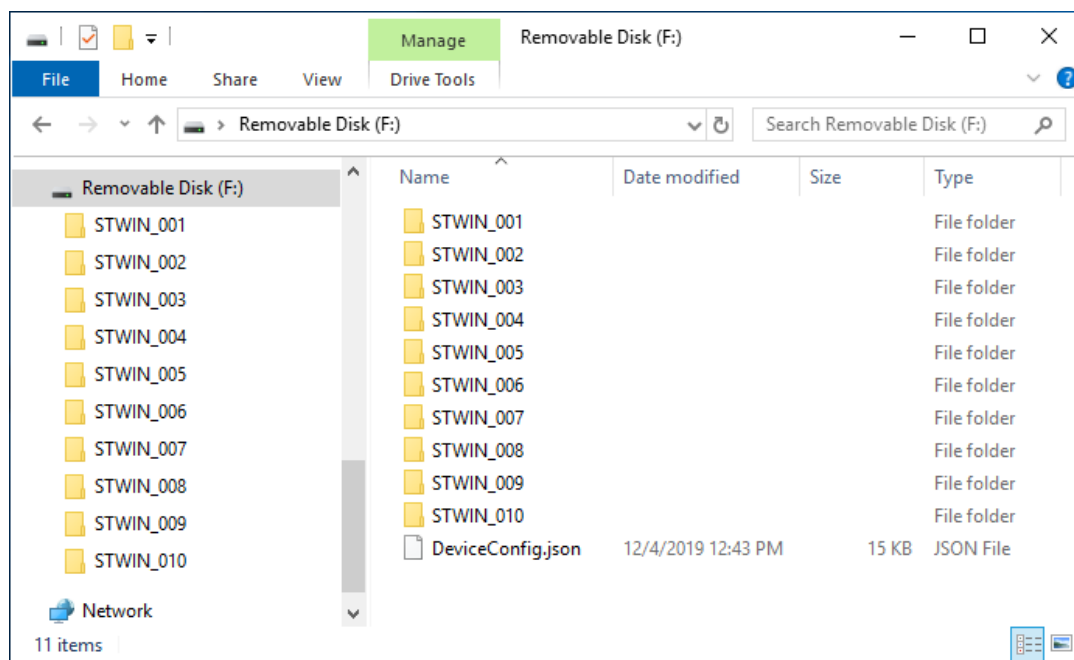 Manage Removable Disk (F:)
File Home Share View Drive Tools
Removable Disk (F:) Search Removable Disk (F:)
Removable Disk (F:)
STWIN_001
STWIN_002
STWIN_003
STWIN_004
STWIN_005
STWIN_006
STWIN_007
STWIN_008
STWIN_009
STWIN_010
Network
Name Date modified Size Type
STWIN_001 File folder
STWIN_002 File folder
STWIN_003 File folder
STWIN_004 File folder
STWIN_005 File folder
STWIN_006 File folder
STWIN_007 File folder
STWIN_008 File folder
STWIN_009 File folder
STWIN_010 File folder
DeviceConfig.json 12/4/2019 12:43 PM 15 KB JSON File
11 items